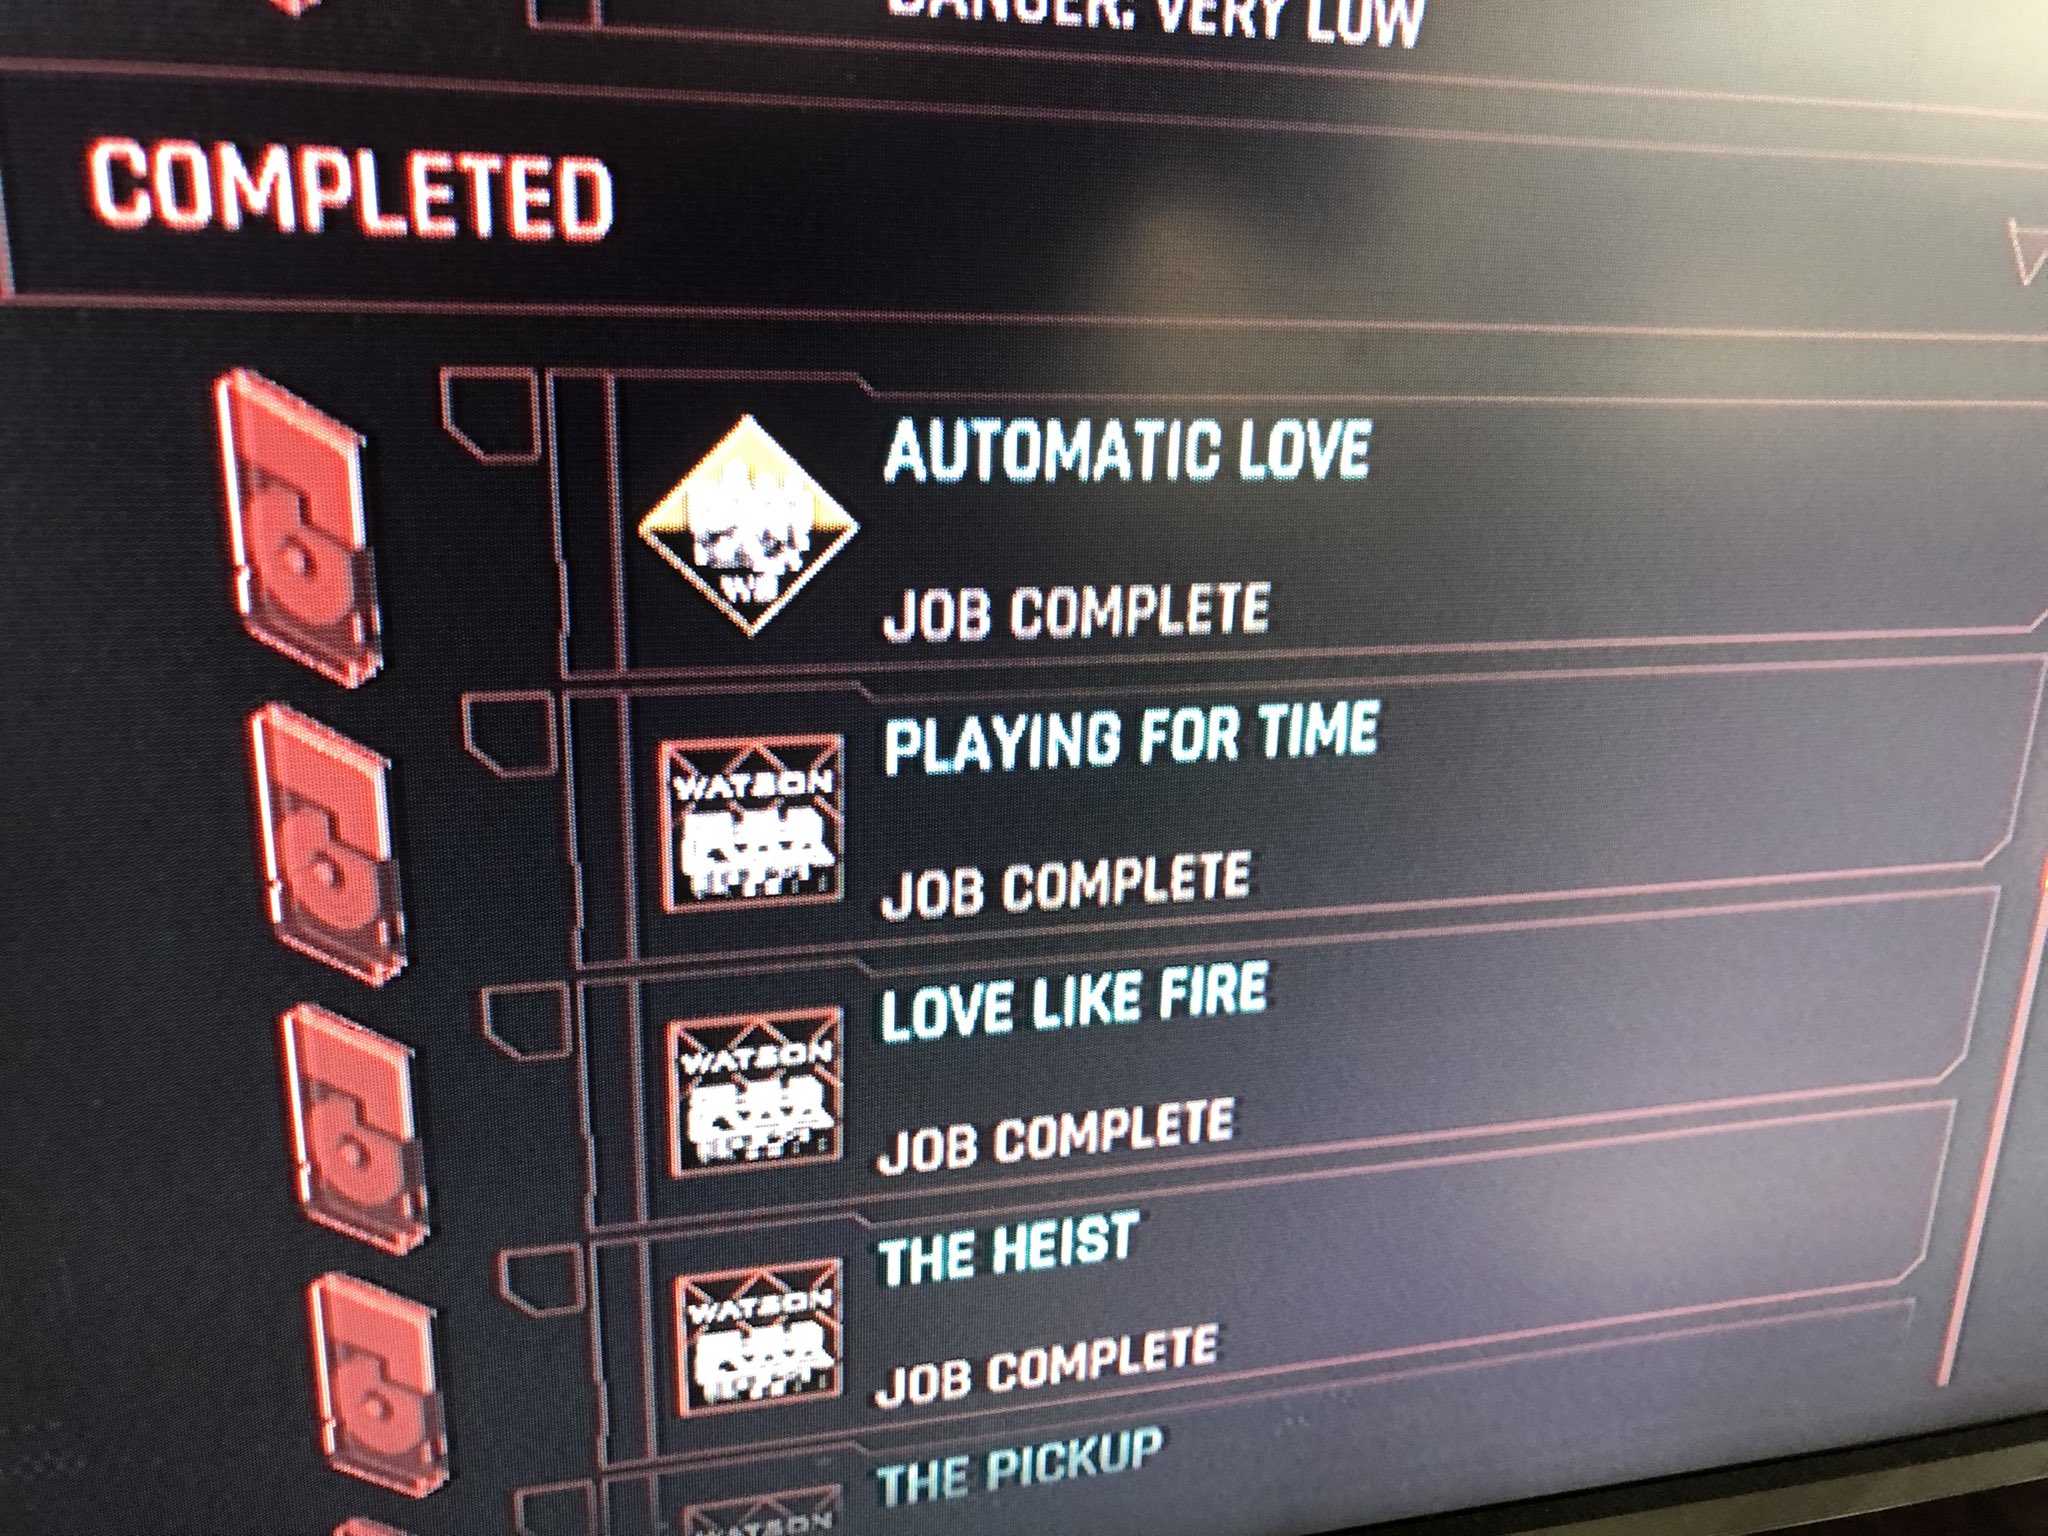 DANGER: VERY LOW
COMPLETED
AUTOMATIC LOVE
JOB COMPLETE
PLAYING FOR TIME
WATSON
JOB COMPLETE
LOVE LIKE FIRE
WATSON
JOB COMPLETE
THE HEIST
WATSON
JOB COMPLETE
THE PICKUP
WATSON